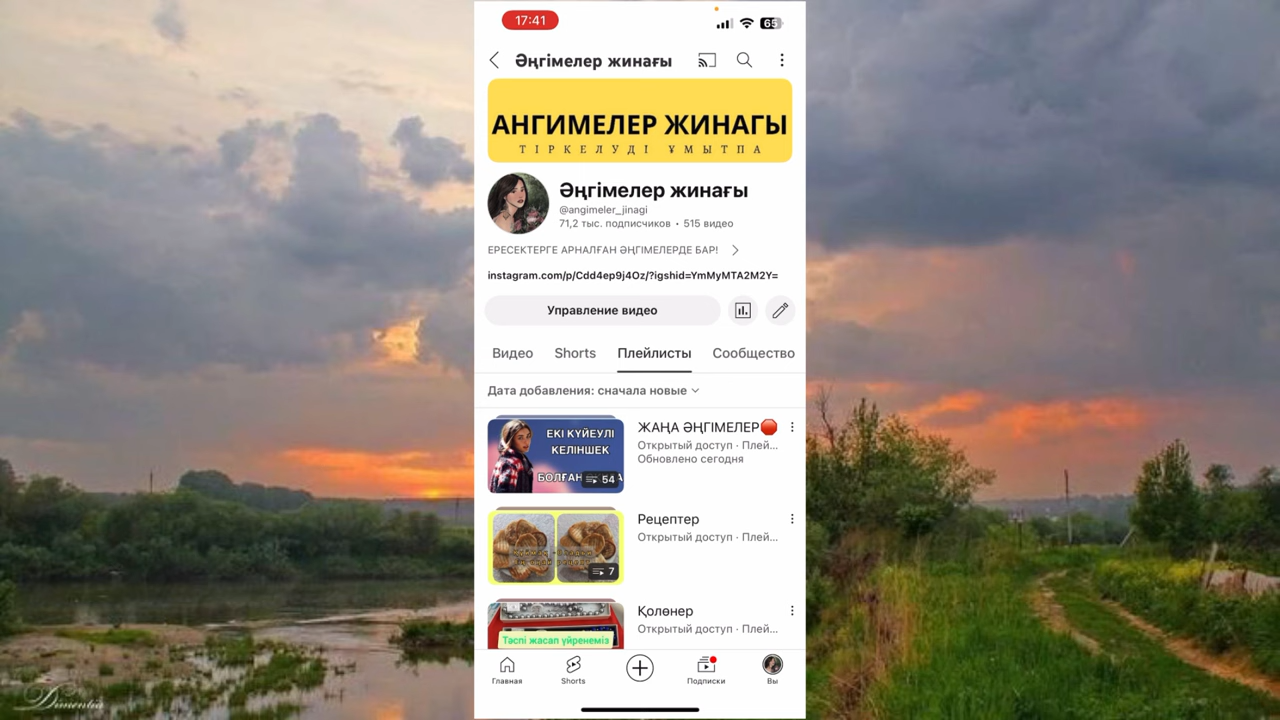 17:41
65
Әңгімелер жинағы
АНГИМЕЛЕР ЖИНАГЫ
ТІРКЕЛУДІ ҰМЫТПА
Әңгімелер жинағы
@angimeler_jinagi
71,2 тыс. подписчиков • 515 видео
ЕРЕСЕКТЕРГЕ АРНАЛҒАН ӘҢГІМЕЛЕРДЕ БАР!
instagram.com/p/Cdd4ep9j4Oz/?igshid=YmMyMTA2M2Y=
Управление видео
Видео Shorts Плейлисты Сообщество
Дата добавления: сначала новые
ЕКІ КҮЙЕУЛІ
КЕЛІНШЕК
54
ЖАҢА ӘҢГІМЕЛЕР
Открытый доступ · Плей...
Обновлено сегодня
7
Рецептер
Открытый доступ · Плей...
Тәспі жасап үйренеміз
Қолөнер
Открытый доступ · Плей...
Главная Shorts Подписки Вы
Dimentia